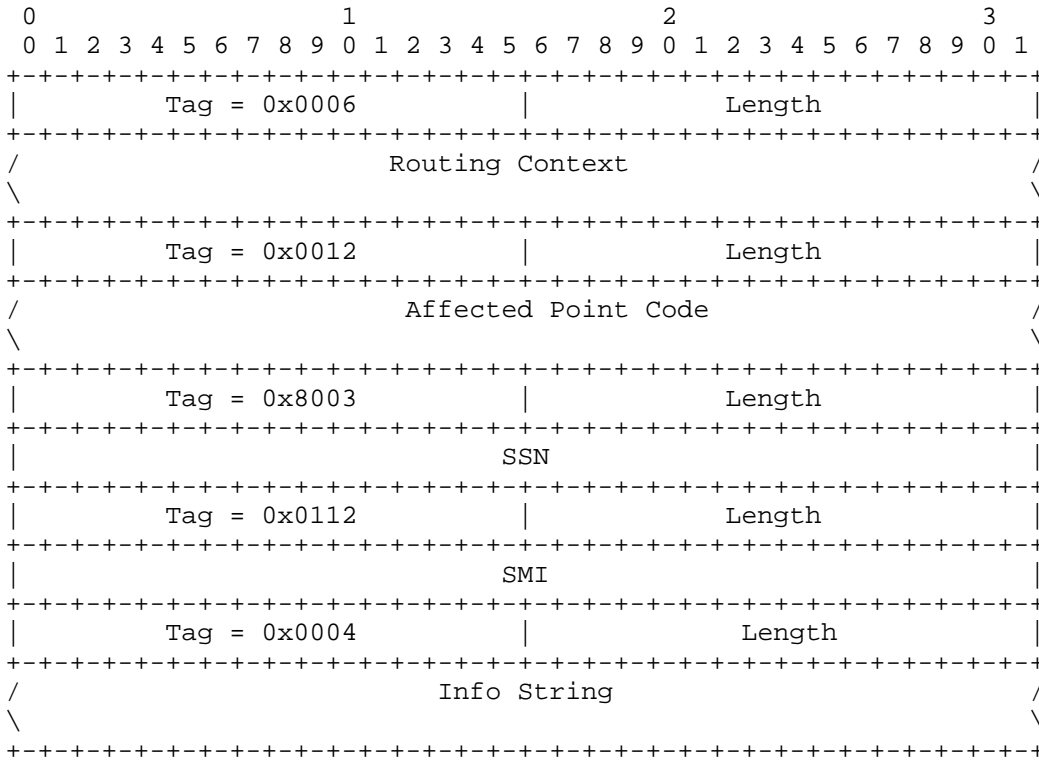 0                   1                   2                   3
 0 1 2 3 4 5 6 7 8 9 0 1 2 3 4 5 6 7 8 9 0 1 2 3 4 5 6 7 8 9 0 1
+-+-+-+-+-+-+-+-+-+-+-+-+-+-+-+-+-+-+-+-+-+-+-+-+-+-+-+-+-+-+-+-+
|         Tag = 0x0006          |            Length             |
+-+-+-+-+-+-+-+-+-+-+-+-+-+-+-+-+-+-+-+-+-+-+-+-+-+-+-+-+-+-+-+-+
/                       Routing Context                         /
\                                                               \
+-+-+-+-+-+-+-+-+-+-+-+-+-+-+-+-+-+-+-+-+-+-+-+-+-+-+-+-+-+-+-+-+
|         Tag = 0x0012          |            Length             |
+-+-+-+-+-+-+-+-+-+-+-+-+-+-+-+-+-+-+-+-+-+-+-+-+-+-+-+-+-+-+-+-+
/                        Affected Point Code                    /
\                                                               \
+-+-+-+-+-+-+-+-+-+-+-+-+-+-+-+-+-+-+-+-+-+-+-+-+-+-+-+-+-+-+-+-+
|         Tag = 0x8003          |            Length             |
+-+-+-+-+-+-+-+-+-+-+-+-+-+-+-+-+-+-+-+-+-+-+-+-+-+-+-+-+-+-+-+-+
|                              SSN                              |
+-+-+-+-+-+-+-+-+-+-+-+-+-+-+-+-+-+-+-+-+-+-+-+-+-+-+-+-+-+-+-+-+
|         Tag = 0x0112          |            Length             |
+-+-+-+-+-+-+-+-+-+-+-+-+-+-+-+-+-+-+-+-+-+-+-+-+-+-+-+-+-+-+-+-+
|                              SMI                              |
+-+-+-+-+-+-+-+-+-+-+-+-+-+-+-+-+-+-+-+-+-+-+-+-+-+-+-+-+-+-+-+-+
|         Tag = 0x0004          |             Length            |
+-+-+-+-+-+-+-+-+-+-+-+-+-+-+-+-+-+-+-+-+-+-+-+-+-+-+-+-+-+-+-+-+
/                          Info String                          /
\                                                               \
+-+-+-+-+-+-+-+-+-+-+-+-+-+-+-+-+-+-+-+-+-+-+-+-+-+-+-+-+-+-+-+-+